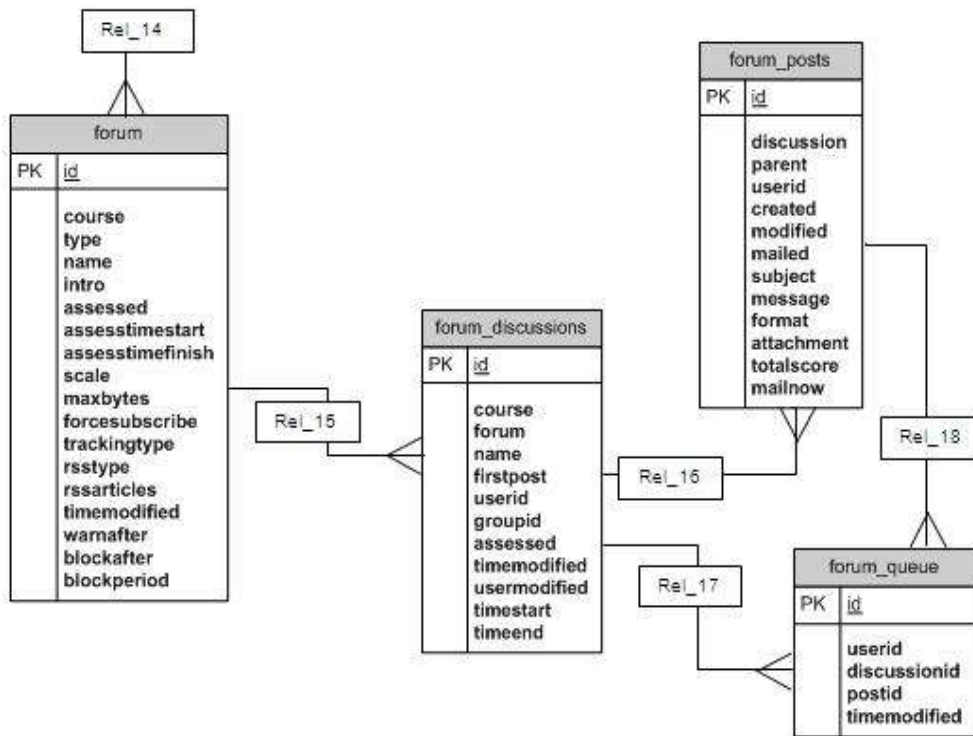 Rel_14
forum
PK id
course
type
name
intro
assessed
assesstimestart
assesstimefinish
scale
maxbytes
forcesubscribe
trackingtype
rsstype
rssarticles
timemodified
warnafter
blockafter
blockperiod
Rel_15
forum_discussions
PK id
course
forum
name
firstpost
userid
groupid
assessed
timemodified
usermodified
timestart
timeend
Rel_16
Rel_17
forum_posts
PK id
discussion
parent
userid
created
modified
mailed
subject
message
format
attachment
totalscore
mailnow
Rel_18
forum_queue
PK id
userid
discussionid
postid
timemodified